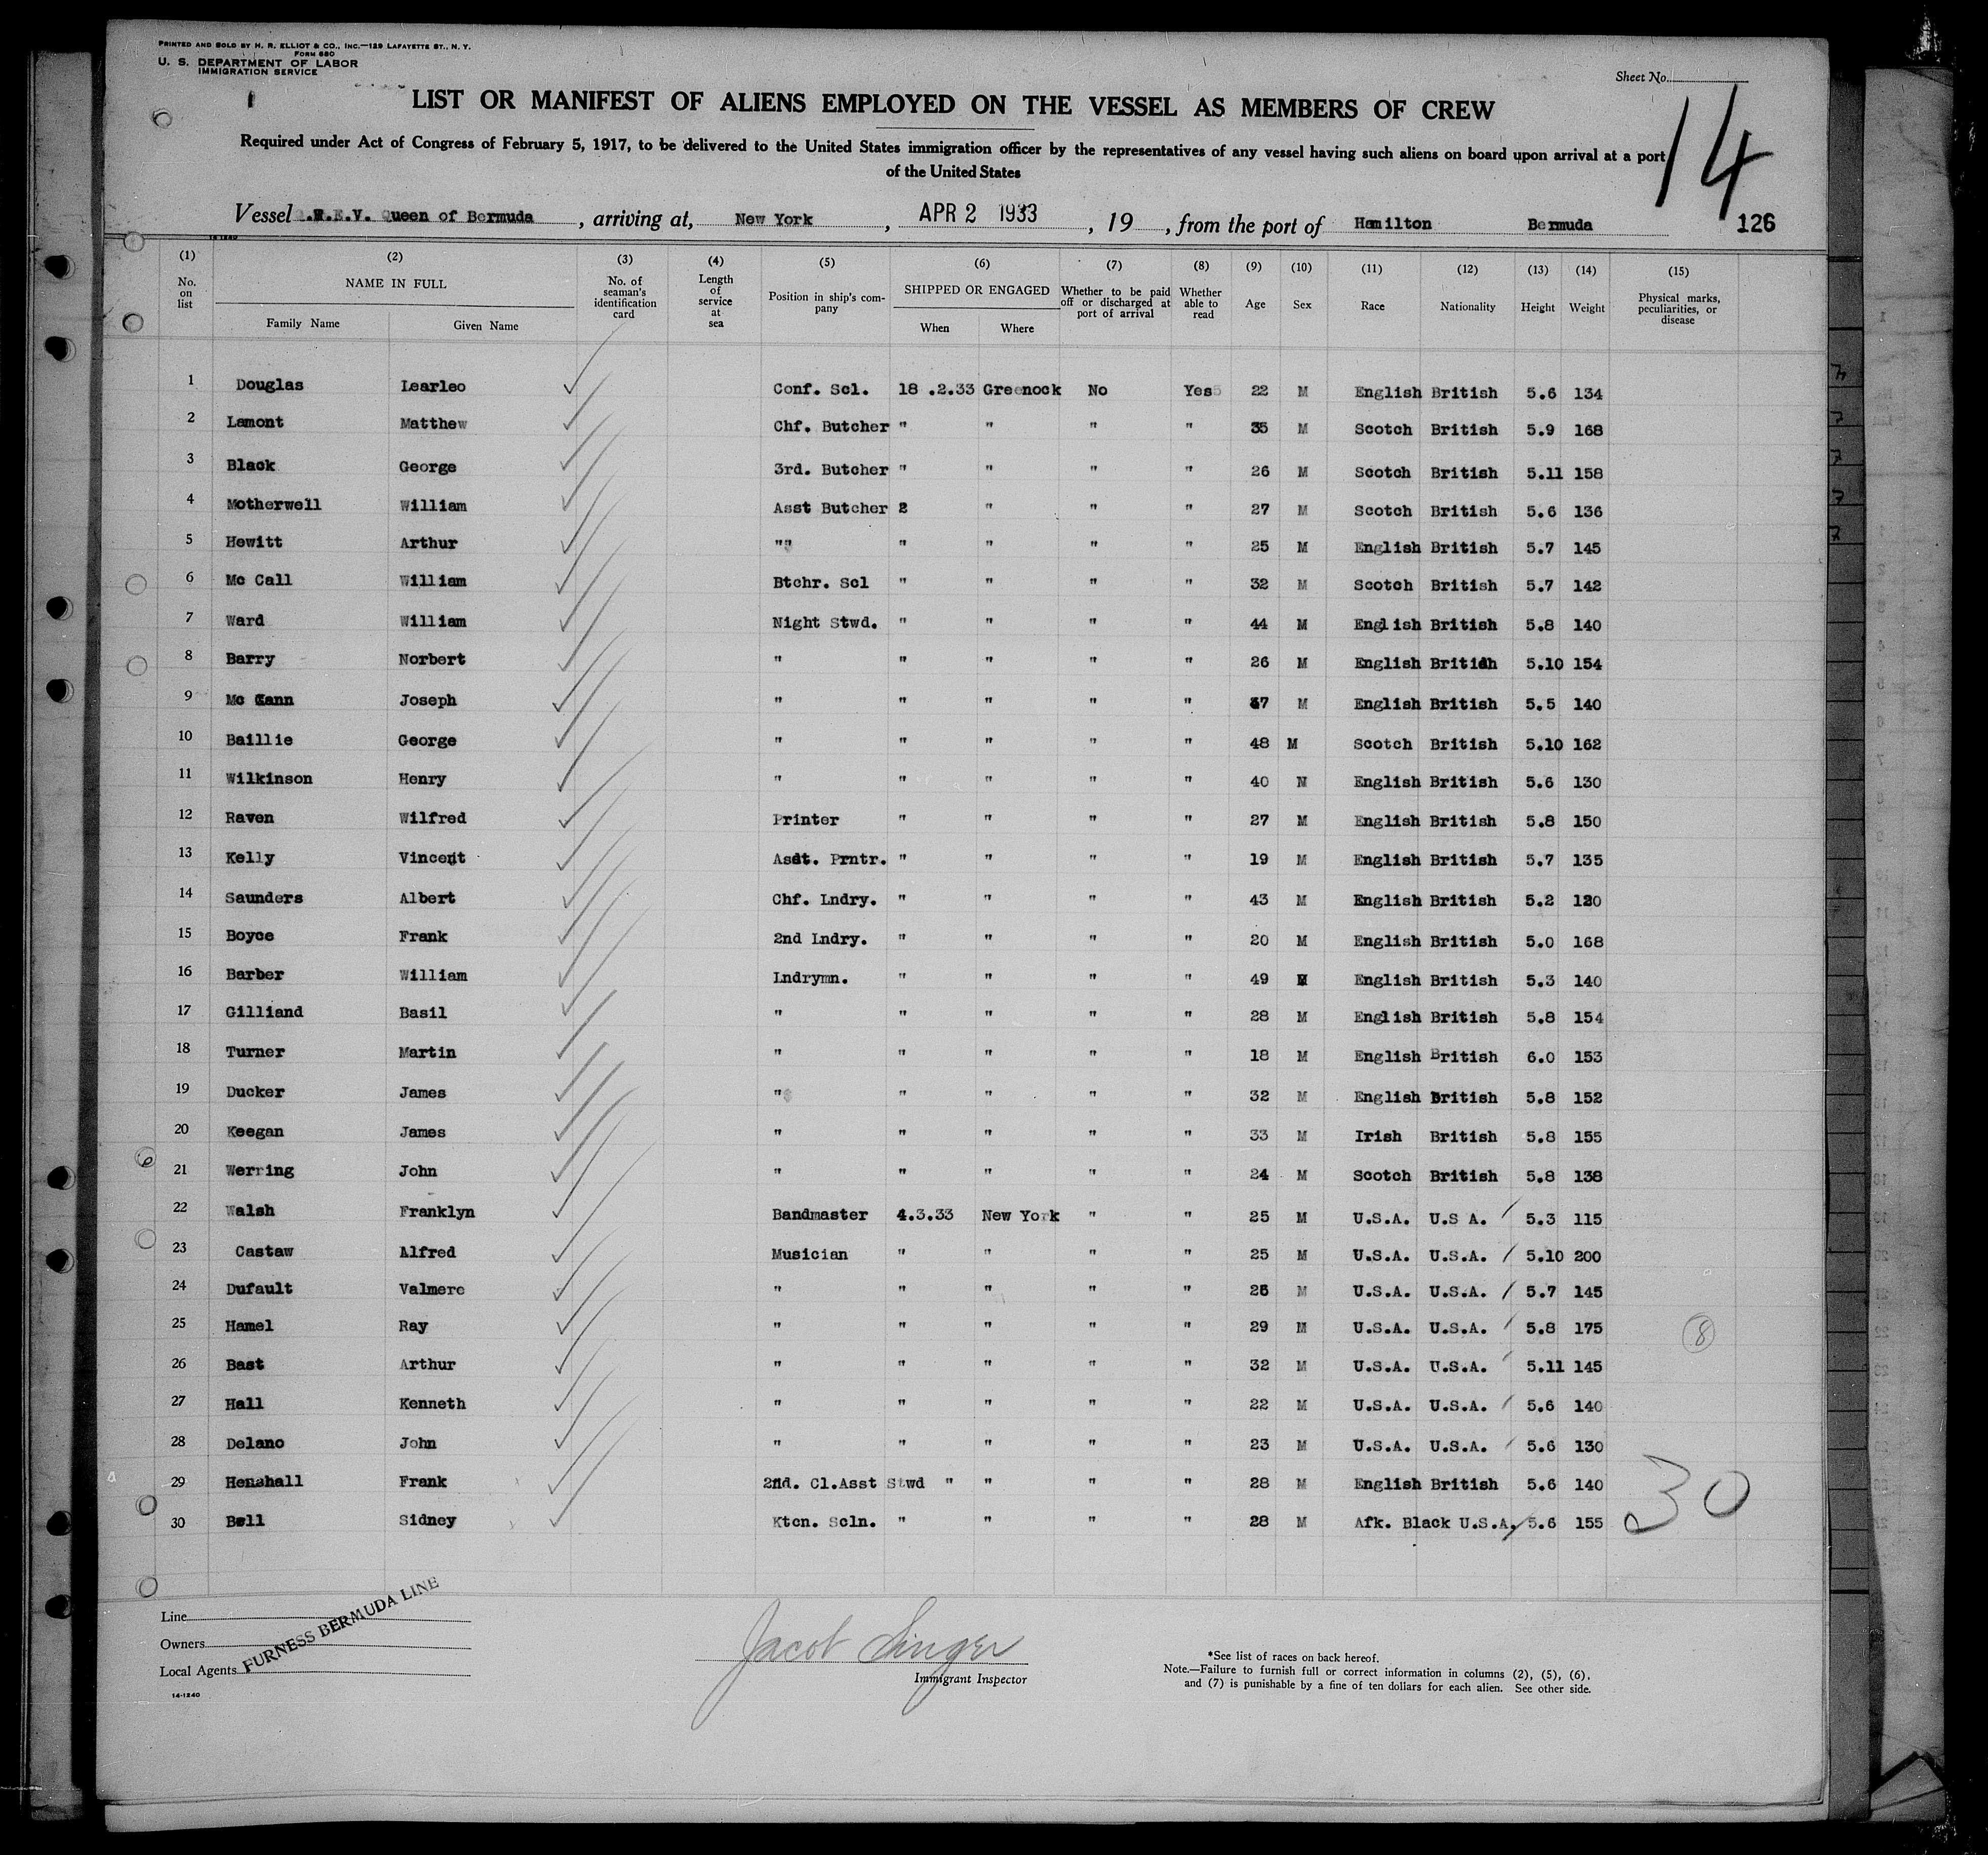 PRINTED AND SOLD BY H. R. ELLIOT & CO., INC.—129 LAFAYETTE ST., N. Y.
FORM 680
U. S. DEPARTMENT OF LABOR
IMMIGRATION SERVICE
Sheet No.
LIST OR MANIFEST OF ALIENS EMPLOYED ON THE VESSEL AS MEMBERS OF CREW
14
Required under Act of Congress of February 5, 1917, to be delivered to the United States immigration officer by the representatives of any vessel having such aliens on board upon arrival at a port
of the United States
Vessel Queen of Bermuda, arriving at, New York, APR 2 1933, 19, from the port of Hamilton Bermuda 126
14-1240
(1) (2) (3) (4) (5) (6) (7) (8) (9) (10) (11) (12) (13) (14) (15)
No. on list NAME IN FULL Family Name Given Name No. of seaman's identification card Length of service at sea Position in ship's company SHIPPED OR ENGAGED When Where Whether to be paid off or discharged at port of arrival Whether able to read Age Sex Race Nationality Height Weight Physical marks, peculiarities, or disease
1 Douglas Learleo Conf. Scl. 18 .2.33 Greenock No Yes 22 M English British 5.6 134
2 Lamont Matthew Chf. Butcher " " " " 35 M Scotch British 5.9 168
3 Black George 3rd. Butcher " " " " 26 M Scotch British 5.11 158
4 Motherwell William Asst Butcher 2 " " " 27 M Scotch British 5.6 136
5 Hewitt Arthur "" " " " " 25 M English British 5.7 145
6 Mc Call William Btchr. Scl " " " " 32 M Scotch British 5.7 142
7 Ward William Night Stwd. " " " " 44 M English British 5.8 140
8 Barry Norbert " " " " " 26 M English Britidh 5.10 154
9 Mc Joseph " " " " " M English British 5.5 140
10 Baillie George " " " " " 48 M Scotch British 5.10 162
11 Wilkinson Henry " " " " " 40 N English British 5.6 130
12 Raven Wilfred Printer " " " " 27 M English British 5.8 150
13 Kelly Vincent Asst. Prntr. " " " " 19 M English British 5.7 135
14 Saunders Albert Chf. Lndry. " " " " 43 M English British 5.2 120
15 Boyce Frank 2nd Lndry. " " " " 20 M English British 5.0 168
16 Barber William Lndrymn. " " " " 49 M English British 5.3 140
17 Gilliand Basil " " " " " 28 M English British 5.8 154
18 Turner Martin " " " " " 18 M English British 6.0 153
19 Ducker James " " " " " 32 M English British 5.8 152
20 Keegan James " " " " " 33 M Irish British 5.8 155
21 Werring John " " " " " 24 M Scotch British 5.8 138
22 Walsh Franklyn Bandmaster 4.3.33 New York " " 25 M U.S.A. U.S A. 5.3 115
23 Castaw Alfred Musician " " " " 25 M U.S.A. U.S.A. 5.10 200
24 Dufault Valmere " " " " " 26 M U.S.A. U.S.A. 5.7 145
25 Hamel Ray " " " " " 29 M U.S.A. U.S.A. 5.8 175
8
26 Bast Arthur " " " " " 32 M U.S.A. U.S.A. 5.11 145
27 Hall Kenneth " " " " " 22 M U.S.A. U.S.A. 5.6 140
28 Delano John " " " " " 23 M U.S.A. U.S.A. 5.6 130
29 Henshall Frank 2nd. Cl.Asst Stwd " " " " 28 M English British 5.6 140
30 Bell Sidney Ktcn. Scln. " " " " 28 M Afk. Black U.S.A. 5.6 155
30
Line
Owners
Local Agents
FURNESS BERMUDA LINE
14-1240
Jacob Singer
Immigrant Inspector
*See list of races on back hereof.
Note.—Failure to furnish full or correct information in columns (2), (5), (6),
and (7) is punishable by a fine of ten dollars for each alien. See other side.